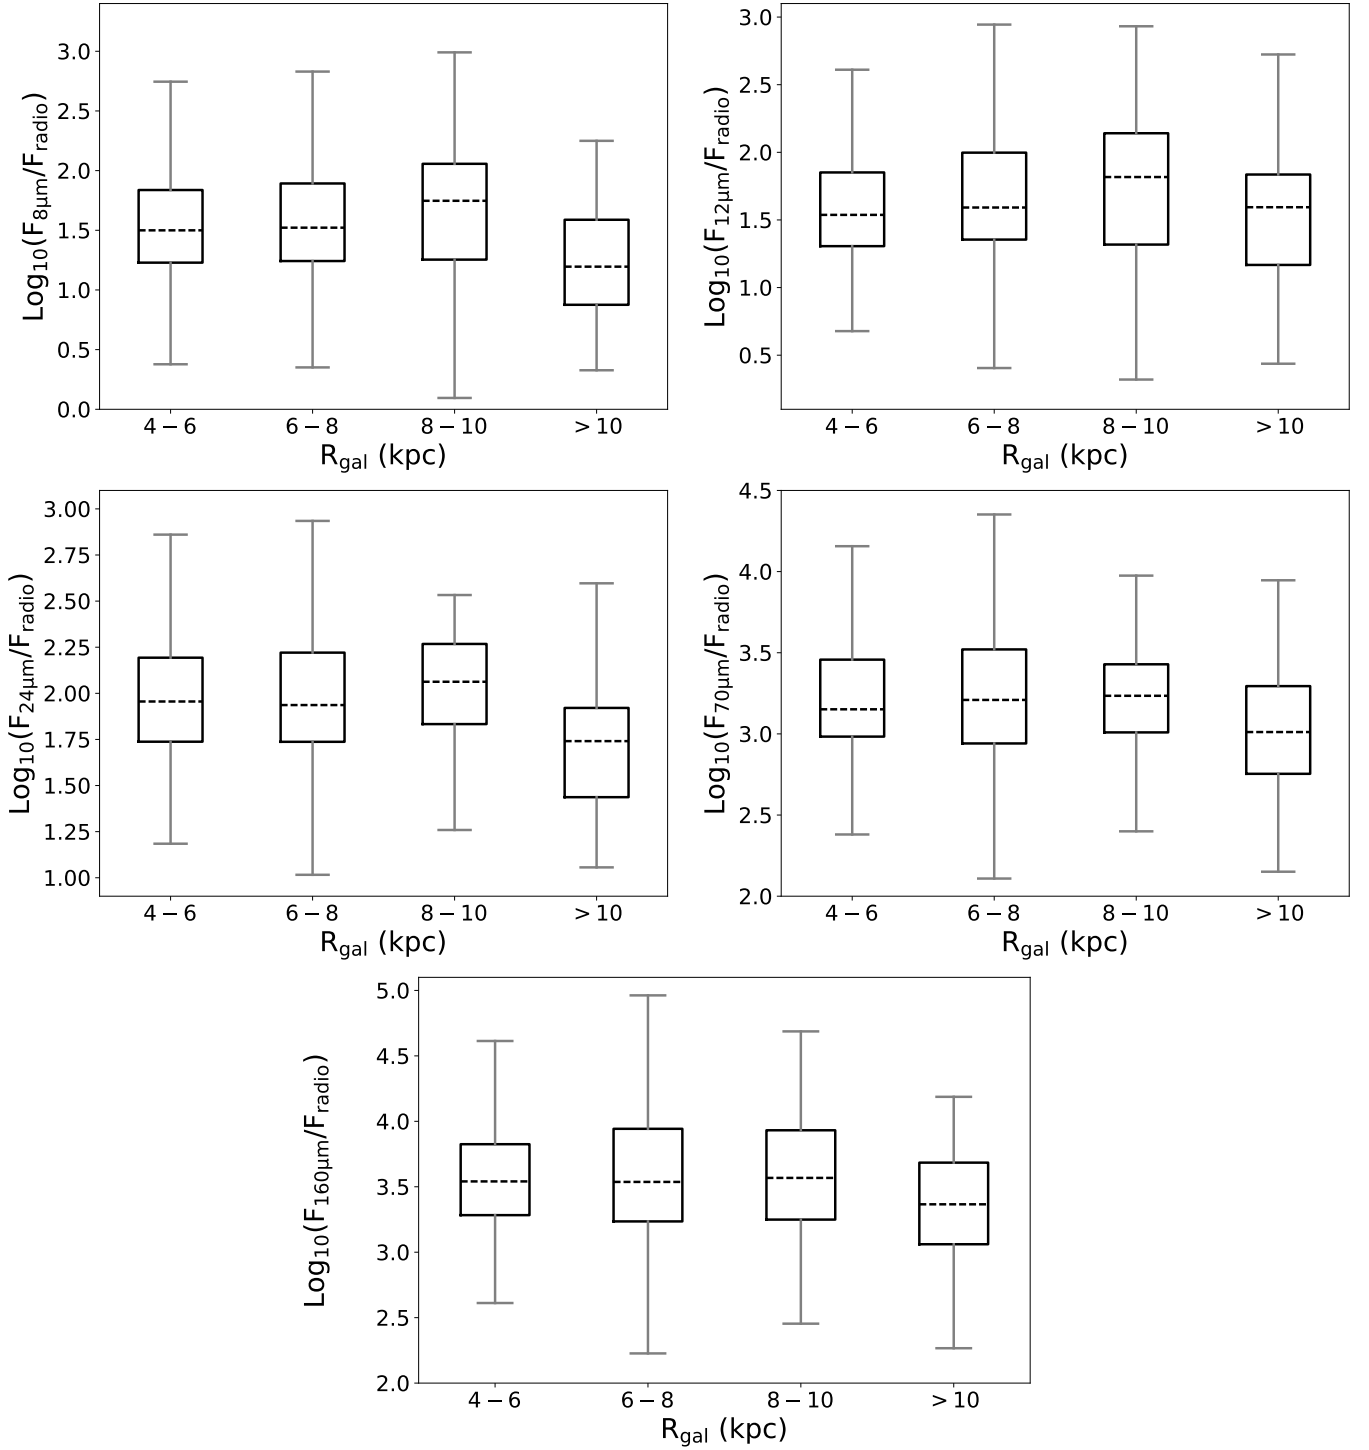 3.0
2.5
2.0
1.5
1.0
0.5
0.0
Log₁₀(F₈μm/Fradio)
4 − 6 6 − 8 8 − 10 > 10
Rgal (kpc)
3.0
2.5
2.0
1.5
1.0
0.5
Log₁₀(F₁₂μm/Fradio)
4 − 6 6 − 8 8 − 10 > 10
Rgal (kpc)
3.00
2.75
2.50
2.25
2.00
1.75
1.50
1.25
1.00
Log₁₀(F₂₄μm/Fradio)
4 − 6 6 − 8 8 − 10 > 10
Rgal (kpc)
4.5
4.0
3.5
3.0
2.5
2.0
Log₁₀(F₇₀μm/Fradio)
4 − 6 6 − 8 8 − 10 > 10
Rgal (kpc)
5.0
4.5
4.0
3.5
3.0
2.5
2.0
Log₁₀(F₁₆₀μm/Fradio)
4 − 6 6 − 8 8 − 10 > 10
Rgal (kpc)